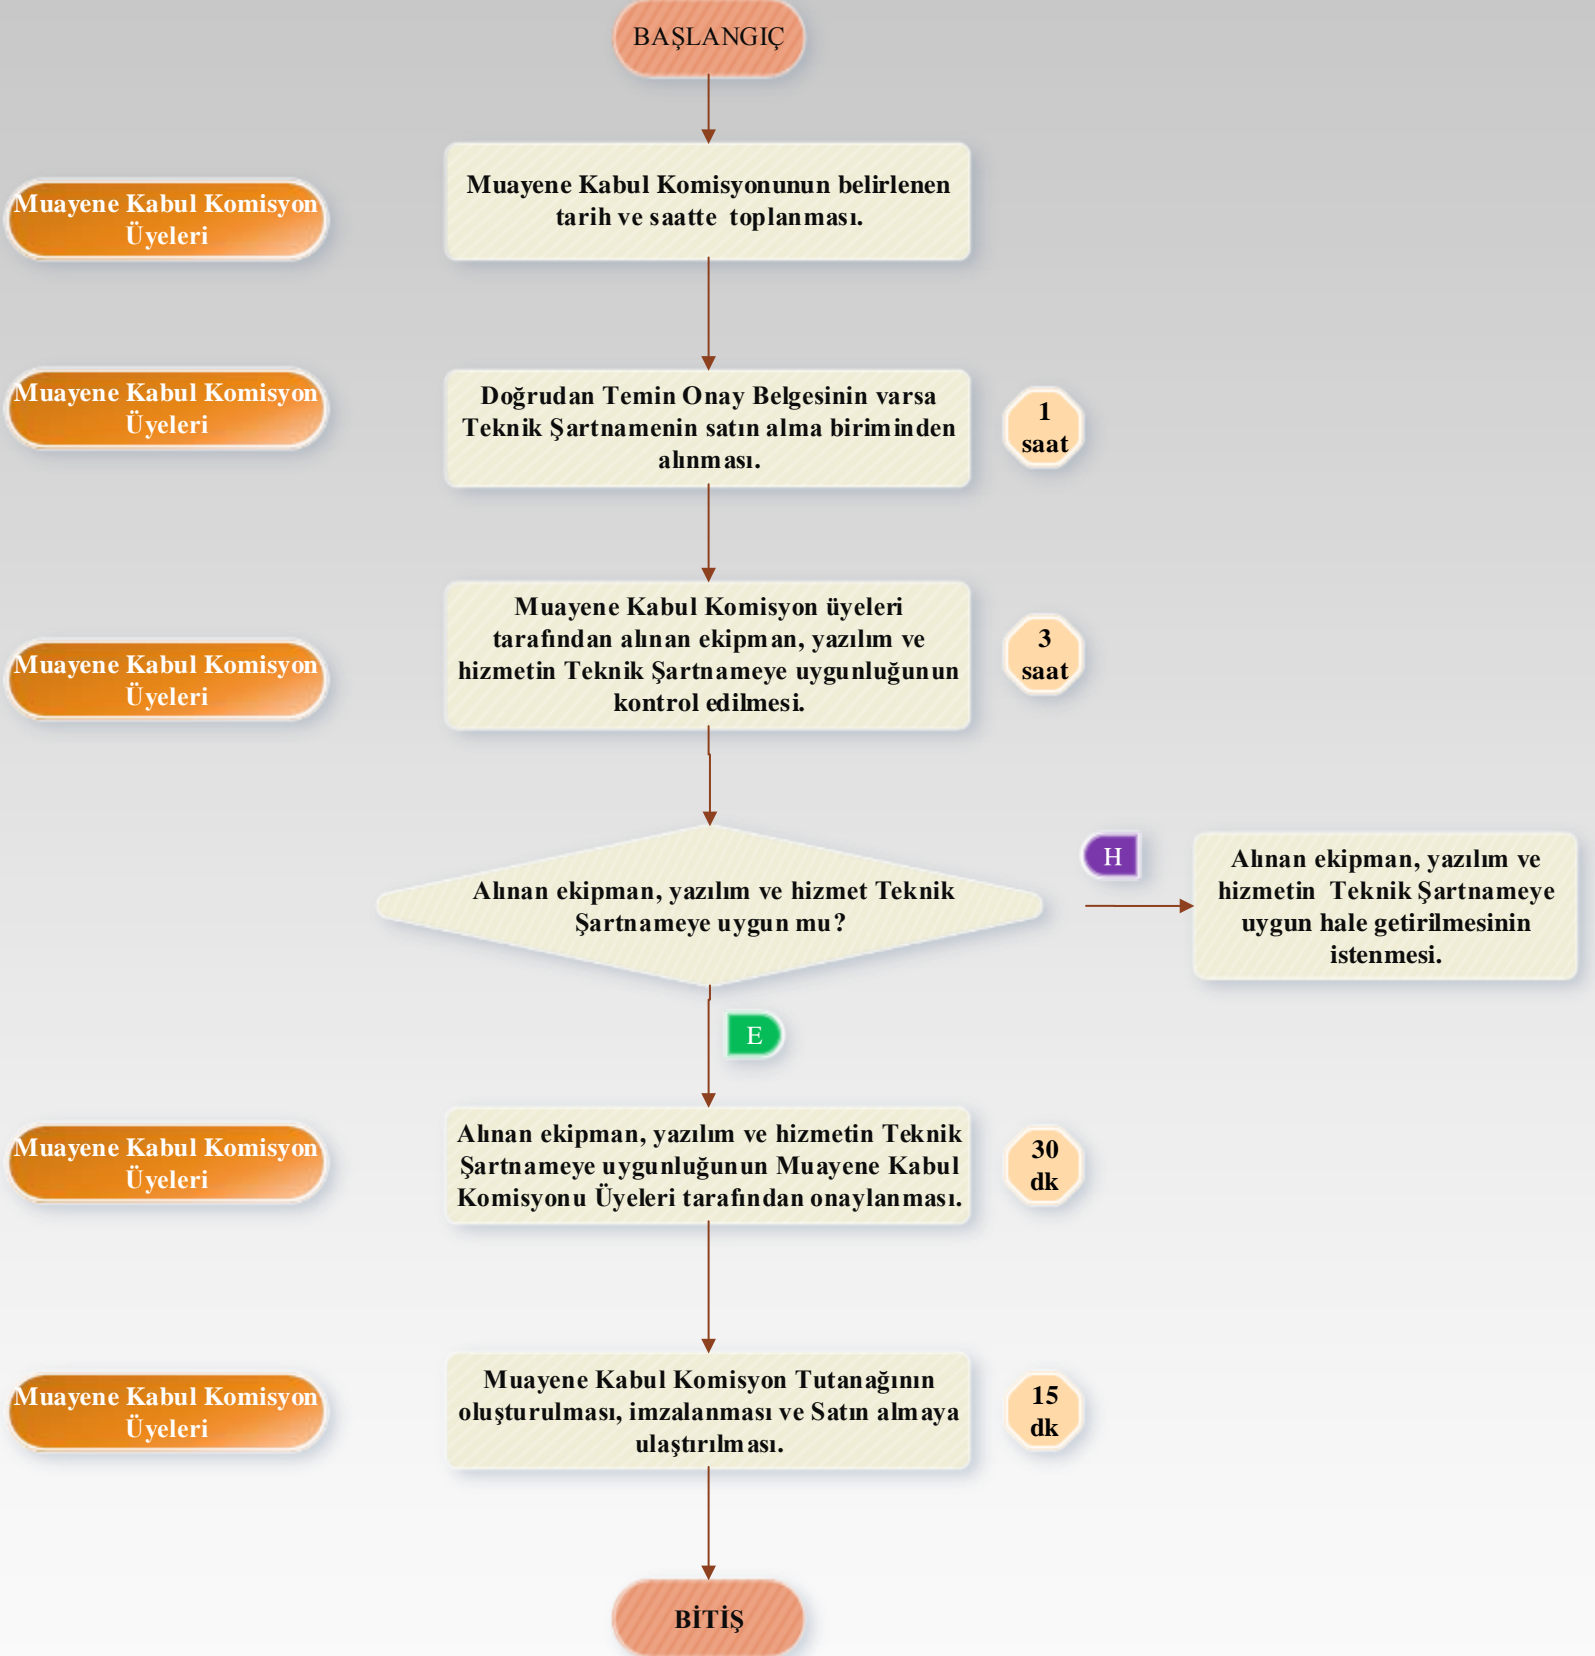 BAŞLANGIÇ
Muayene Kabul Komisyon
Üyeleri
Muayene Kabul Komisyonunun belirlenen
tarih ve saatte toplanması.
Muayene Kabul Komisyon
Üyeleri
Doğrudan Temin Onay Belgesinin varsa
Teknik Şartnamenin satın alma biriminden
alınması.
1
saat
Muayene Kabul Komisyon
Üyeleri
Muayene Kabul Komisyon üyeleri
tarafından alınan ekipman, yazılım ve
hizmetin Teknik Şartnameye uygunluğunun
kontrol edilmesi.
3
saat
Alınan ekipman, yazılım ve hizmet Teknik
Şartnameye uygun mu?
H
Alınan ekipman, yazılım ve
hizmetin Teknik Şartnameye
uygun hale getirilmesinin
istenmesi.
E
Muayene Kabul Komisyon
Üyeleri
Alınan ekipman, yazılım ve hizmetin Teknik
Şartnameye uygunluğunun Muayene Kabul
Komisyonu Üyeleri tarafından onaylanması.
30
dk
Muayene Kabul Komisyon
Üyeleri
Muayene Kabul Komisyon Tutanağının
oluşturulması, imzalanması ve Satın almaya
ulaştırılması.
15
dk
BİTİŞ